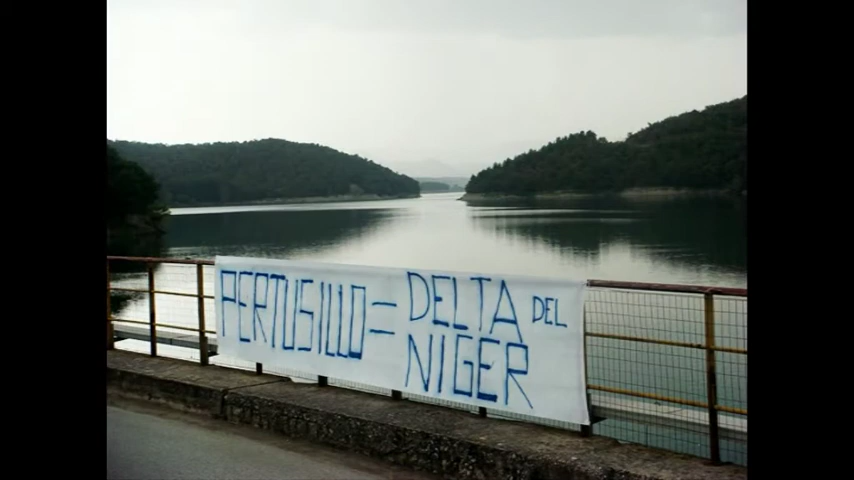 PERTUSILLO = DELTA DEL
NIGER